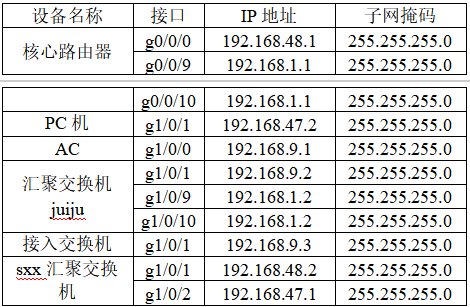 设备名称 接口 IP 地址 子网掩码
核心路由器 g0/0/0 192.168.48.1 255.255.255.0
g0/0/9 192.168.1.1 255.255.255.0
g0/0/10 192.168.1.1 255.255.255.0
PC 机 g1/0/1 192.168.47.2 255.255.255.0
AC g1/0/0 192.168.9.1 255.255.255.0
汇聚交换机 juiju g1/0/1 192.168.9.2 255.255.255.0
g1/0/9 192.168.1.2 255.255.255.0
g1/0/10 192.168.1.2 255.255.255.0
接入交换机 g1/0/1 192.168.9.3 255.255.255.0
sxx 汇聚交换机 g1/0/1 192.168.48.2 255.255.255.0
g1/0/2 192.168.47.1 255.255.255.0